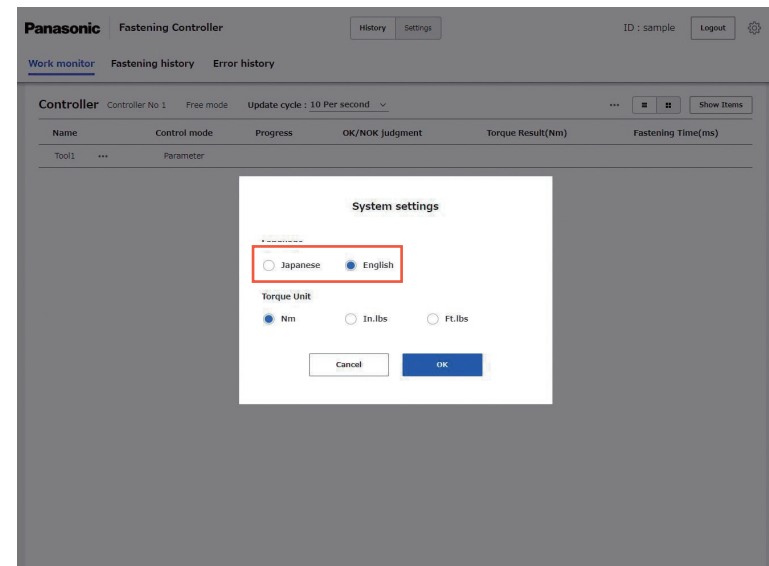 Panasonic Fastening Controller History Settings ID : sample Logout
Work monitor Fastening history Error history
Controller Controller No 1 Free mode Update cycle : 10 Per second ••• Show Items
Name Control mode Progress OK/NOK judgment Torque Result(Nm) Fastening Time(ms)
Tool1 ••• Parameter
System settings
Japanese English
Torque Unit
Nm In.lbs Ft.lbs
Cancel OK